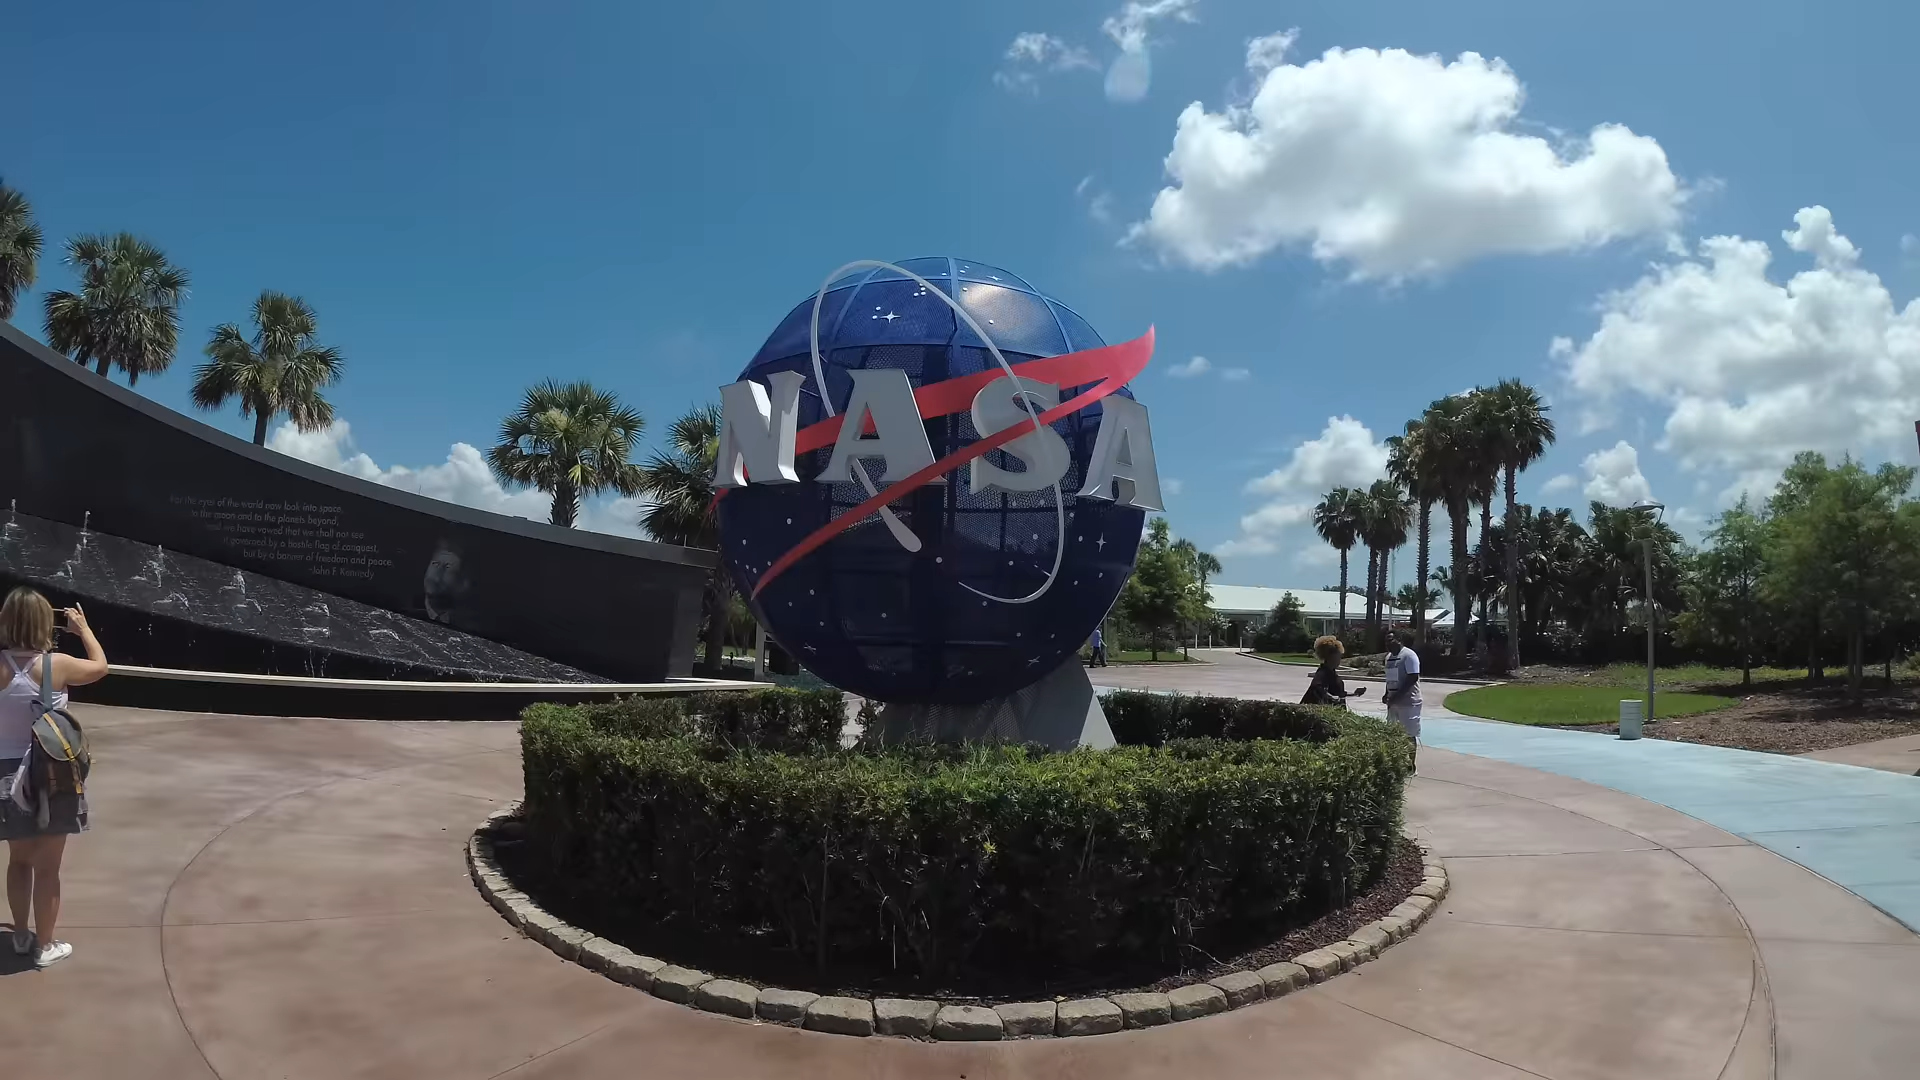 For the eyes of the world now look into space,
to the moon and to the planets beyond,
and we have vowed that we shall not see
it governed by a hostile flag of conquest,
but by a banner of freedom and peace.
-John F. Kennedy
NASA